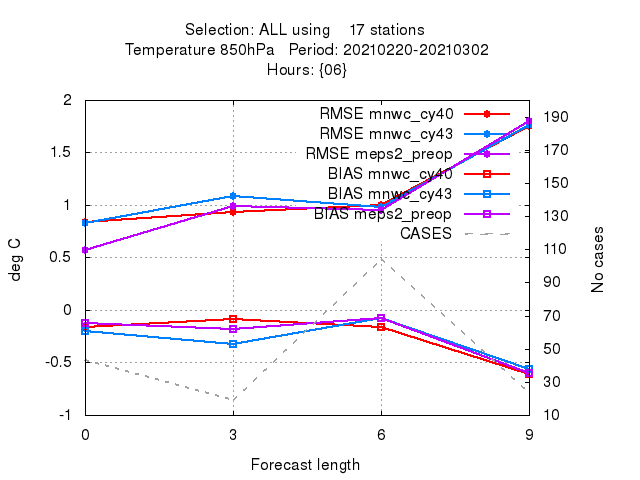 Selection: ALL using 17 stations
Temperature 850hPa Period: 20210220-20210302
Hours: {06}
RMSE mnwc_cy40
RMSE mnwc_cy43
RMSE meps2_preop
BIAS mnwc_cy40
BIAS mnwc_cy43
BIAS meps2_preop
CASES
2
1.5
1
0.5
0
-0.5
-1
deg C
190
170
150
130
110
90
70
50
30
10
No cases
0 3 6 9
Forecast length